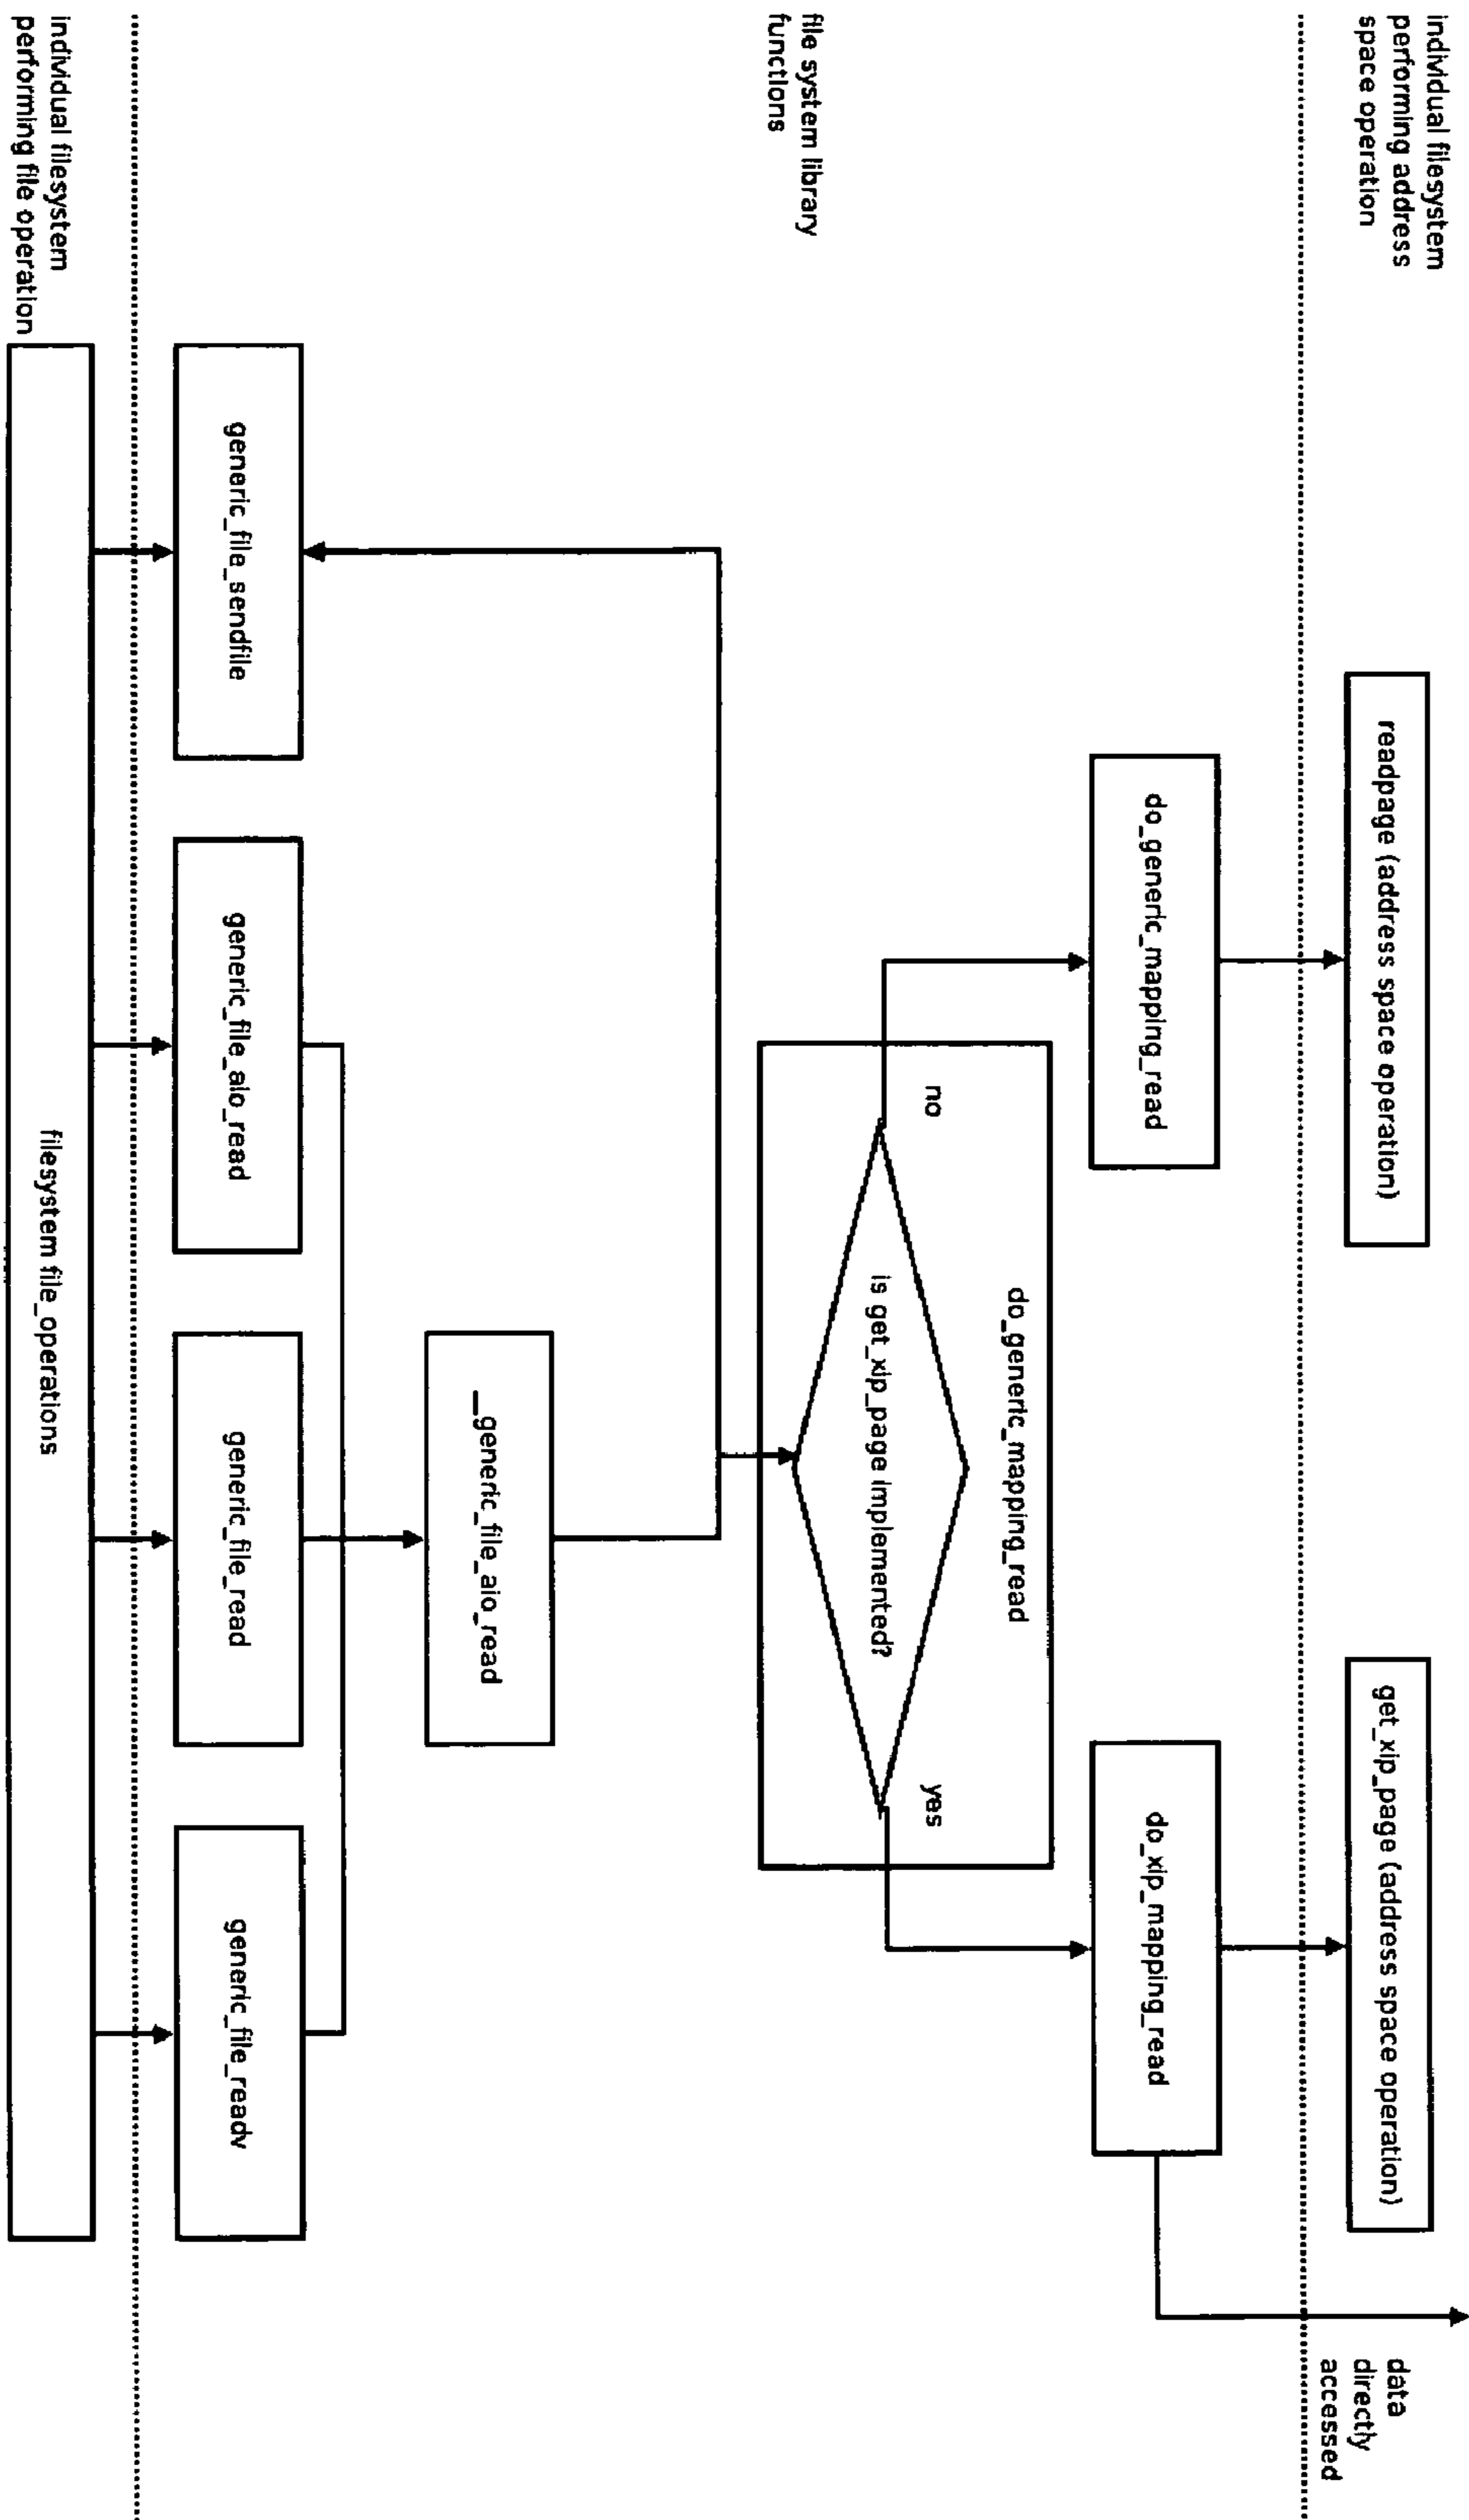 individual filesystem
performing address
space operation
readpage (address space operation)
get_xip_page (address space operation)
data
directly
accessed
do_generic_mapping_read
do_xip_mapping_read
do_generic_mapping_read
no
yes
is get_xip_page implemented?
file system library
functions
__generic_file_aio_read
generic_file_sendfile
generic_file_aio_read
generic_file_read
generic_file_readv
individual filesystem
performing file operation
filesystem file_operations